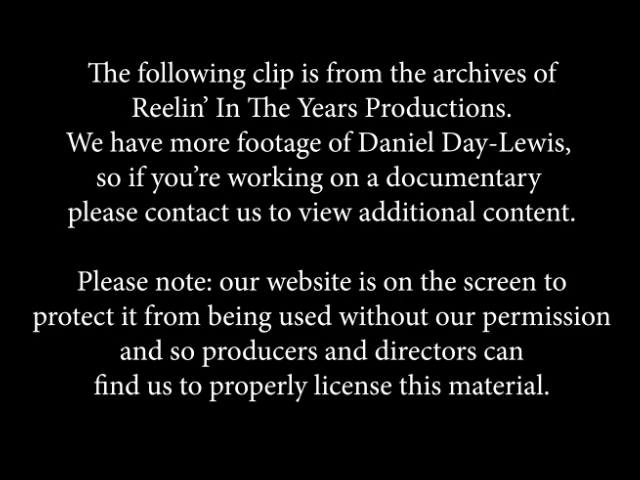 The following clip is from the archives of
Reelin’ In The Years Productions.
We have more footage of Daniel Day-Lewis,
so if you’re working on a documentary
please contact us to view additional content.
Please note: our website is on the screen to
protect it from being used without our permission
and so producers and directors can
find us to properly license this material.